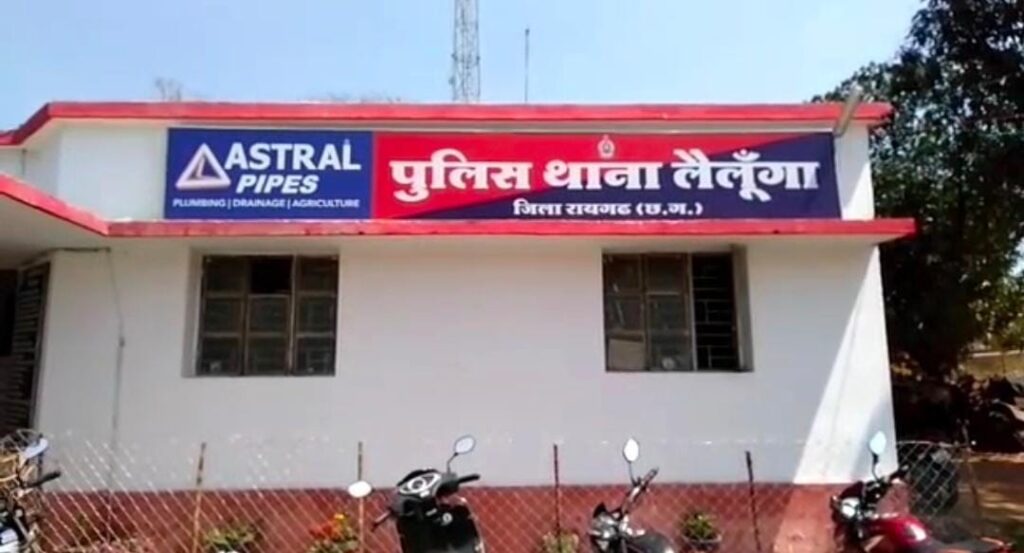 ASTRAL
PIPES
PLUMBING | DRAINAGE | AGRICULTURE
पुलिस थाना लैलूँगा
जिला रायगढ (छ.ग.)